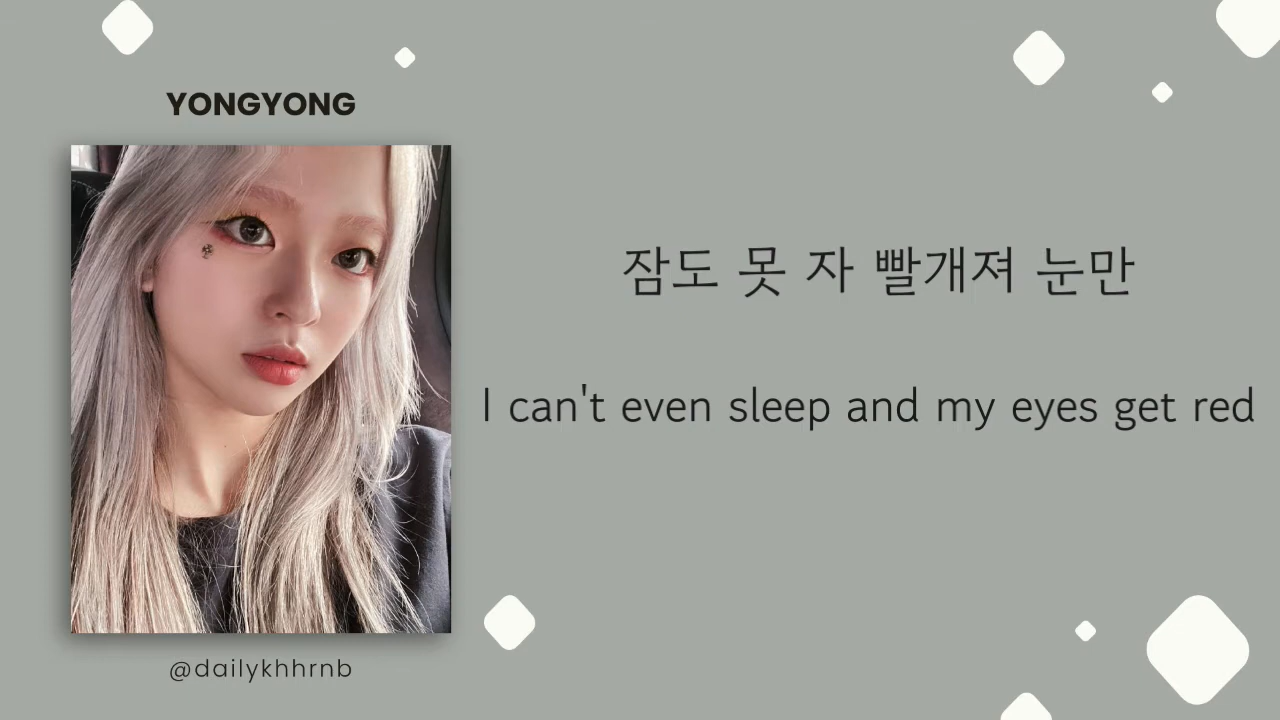 YONGYONG
잠도 못 자 빨개져 눈만
I can't even sleep and my eyes get red
@dailykhhrnb